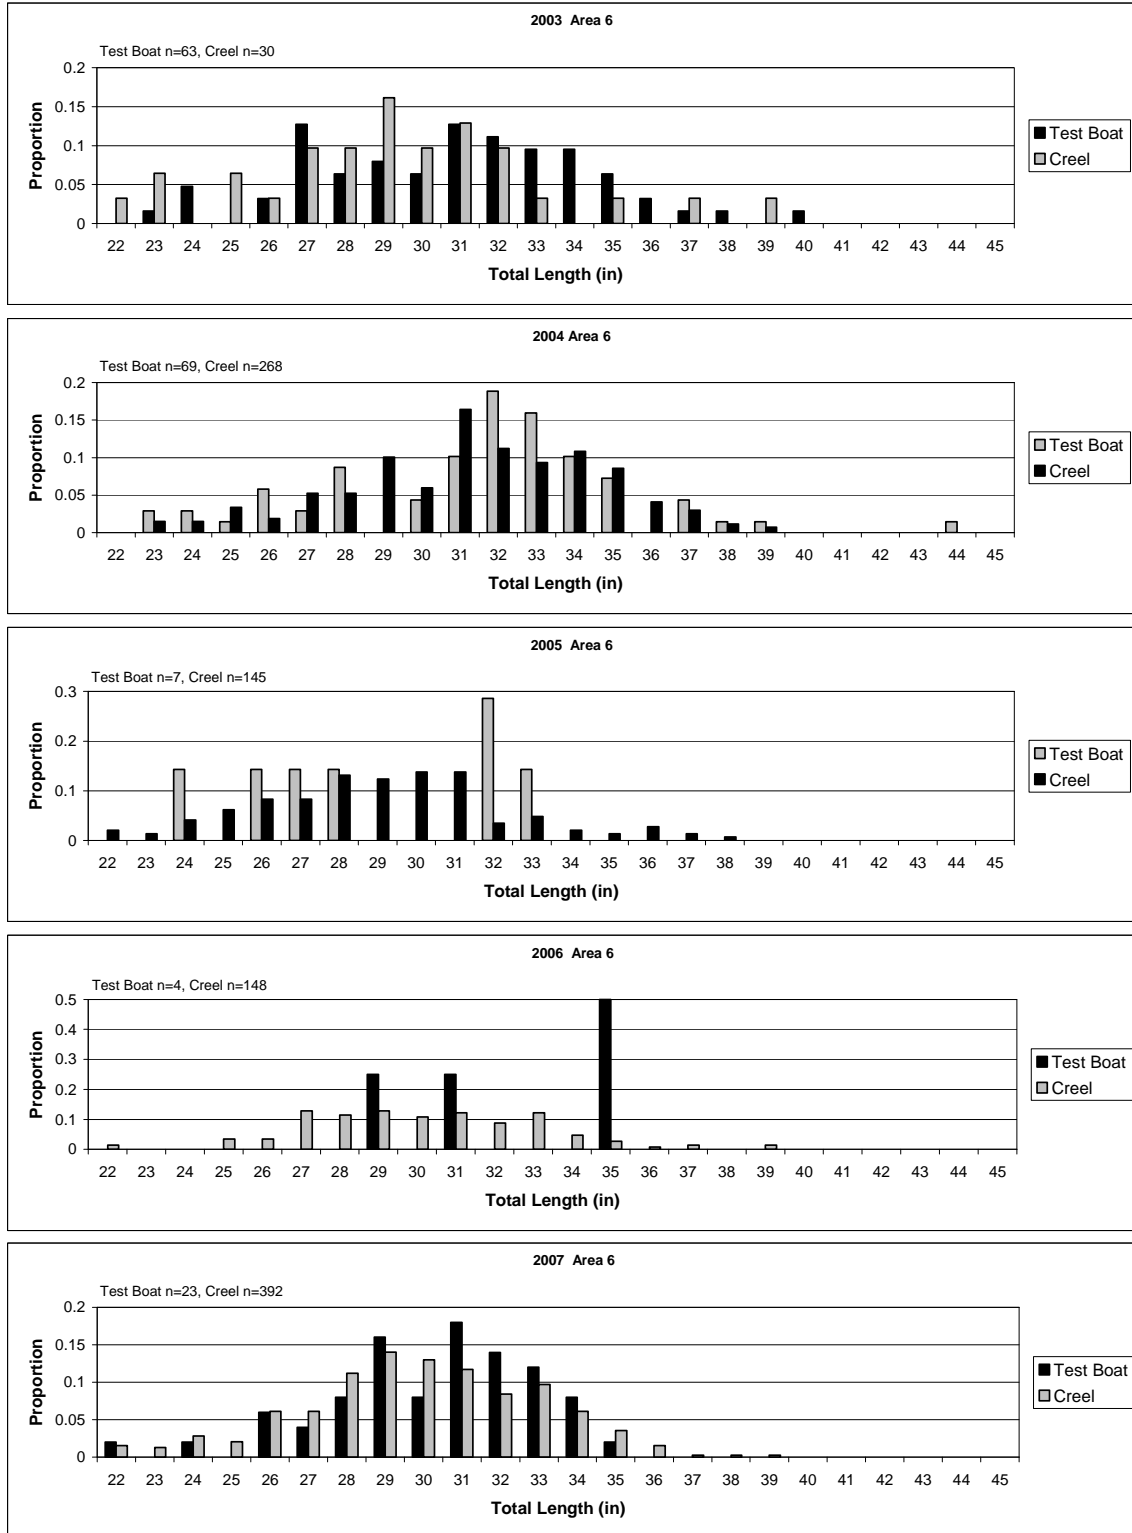 2003  Area 6
Test Boat n=63, Creel n=30
0.2
0.15
0.1
0.05
0
Proportion
22 23 24 25 26 27 28 29 30 31 32 33 34 35 36 37 38 39 40 41 42 43 44 45
Total Length (in)
Test Boat
Creel
2004 Area 6
Test Boat n=69, Creel n=268
0.2
0.15
0.1
0.05
0
Proportion
22 23 24 25 26 27 28 29 30 31 32 33 34 35 36 37 38 39 40 41 42 43 44 45
Total Length (in)
Test Boat
Creel
2005  Area 6
Test Boat n=7, Creel n=145
0.3
0.2
0.1
0
Proportion
22 23 24 25 26 27 28 29 30 31 32 33 34 35 36 37 38 39 40 41 42 43 44 45
Total Length (in)
Test Boat
Creel
2006  Area 6
Test Boat n=4, Creel n=148
0.5
0.4
0.3
0.2
0.1
0
Proportion
22 23 24 25 26 27 28 29 30 31 32 33 34 35 36 37 38 39 40 41 42 43 44 45
Total Length (in)
Test Boat
Creel
2007  Area 6
Test Boat n=23, Creel n=392
0.2
0.15
0.1
0.05
0
Proportion
22 23 24 25 26 27 28 29 30 31 32 33 34 35 36 37 38 39 40 41 42 43 44 45
Total Length (in)
Test Boat
Creel